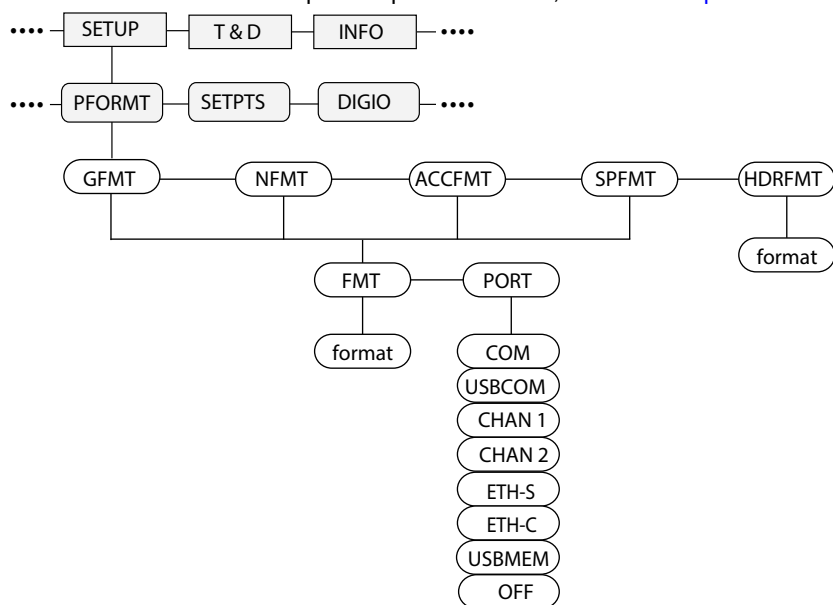 SETUP T & D INFO
PFORMT SETPTS DIGIO
GFMT NFMT ACCFMT SPFMT HDRFMT
format
FMT PORT
format COM
USBCOM
CHAN 1
CHAN 2
ETH-S
ETH-C
USBMEM
OFF